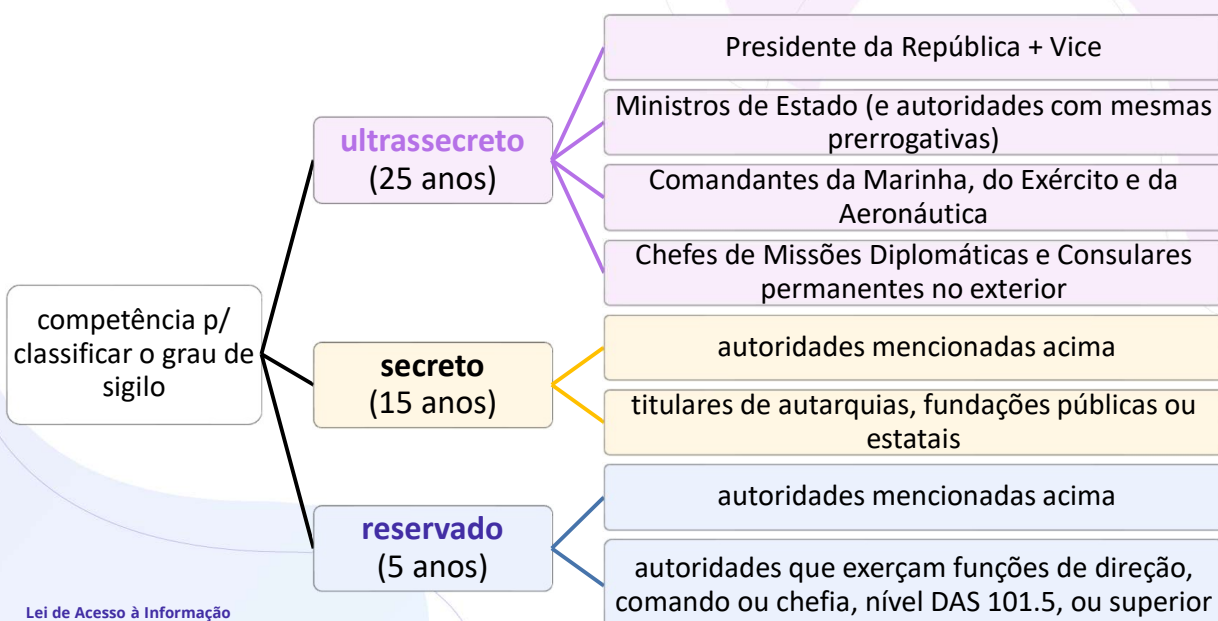 competência p/
classificar o grau de
sigilo
ultrassecreto
(25 anos)
Presidente da República + Vice
Ministros de Estado (e autoridades com mesmas
prerrogativas)
Comandantes da Marinha, do Exército e da
Aeronáutica
Chefes de Missões Diplomáticas e Consulares
permanentes no exterior
secreto
(15 anos)
autoridades mencionadas acima
titulares de autarquias, fundações públicas ou
estatais
reservado
(5 anos)
autoridades mencionadas acima
autoridades que exerçam funções de direção,
comando ou chefia, nível DAS 101.5, ou superior
Lei de Acesso à Informação